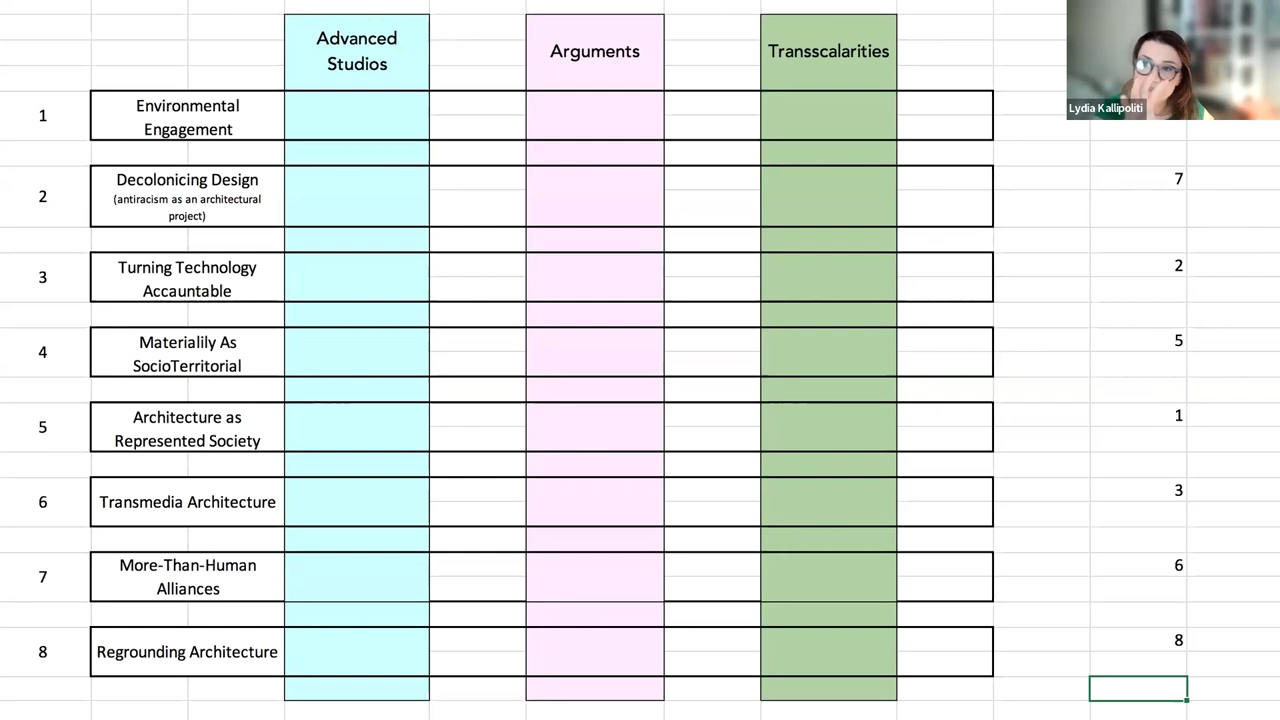 Advanced
Studios
Arguments
Transscalarities
Lydia Kallipoliti
1
Environmental
Engagement
2
Decolonicing Design
(antiracism as an architectural
project)
7
3
Turning Technology
Accauntable
2
4
Materialily As
SocioTerritorial
5
5
Architecture as
Represented Society
1
6
Transmedia Architecture
3
7
More-Than-Human
Alliances
6
8
Regrounding Architecture
8